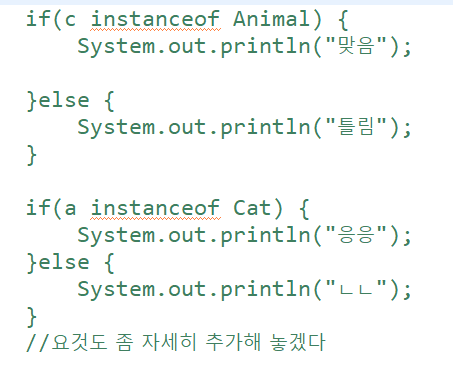 if(c instanceof Animal) {
System.out.println("맞음");
}else {
System.out.println("틀림");
}
if(a instanceof Cat) {
System.out.println("응응");
}else {
System.out.println("ㄴㄴ");
}
//요것도 좀 자세히 추가해 놓겠다